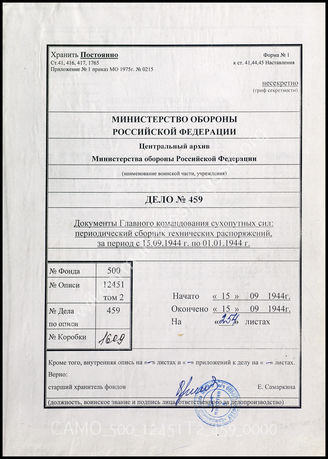 Хранить Постоянно
Форма № 1
Ст.41, 416, 417, 1765
к ст. 41,44,45 Наставления
Приложение № 1 приказ МО 1975г. № 0215
несекретно
(гриф секретности)
МИНИСТЕРСТВО ОБОРОНЫ
РОССИЙСКОЙ ФЕДЕРАЦИИ
Центральный архив
Министерства обороны Российской Федерации
(наименование воинской части, учреждения)
ДЕЛО № 459
Документы Главного командования сухопутных сил:
периодический сборник технических распоряжений,
за период с 15.09.1944 г. по 01.01.1944 г.
№ Фонда 500
№ Описи 12451
том 2
№ Дела 459
по описи
№ Коробки 1609
Начато « 15 » 09 1944г,
Окончено « 15 » 09 1944г,
На « » листах
Кроме того, внутренняя опись на листах и приложений к делу на листах.
Верно:
старший хранитель фондов Е. Самаркина
(должность, воинское звание и подпись лица ответственного за делопроизводство)